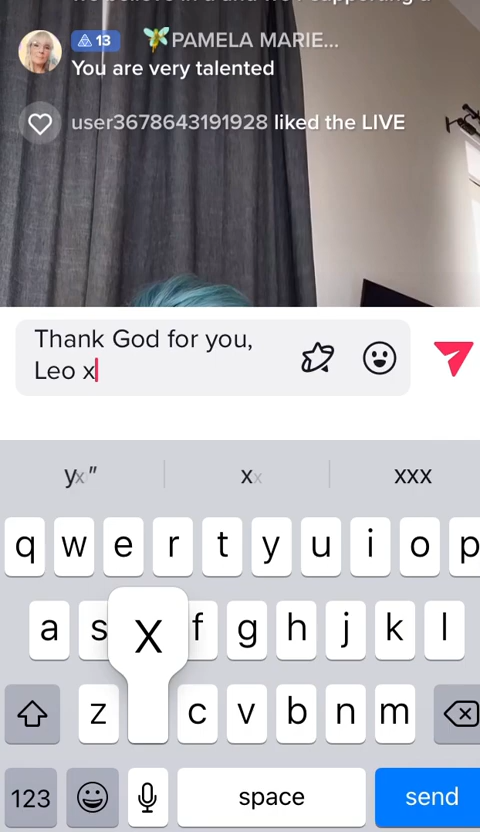 13 PAMELA MARIE...
You are very talented
user3678643191928 liked the LIVE
Thank God for you,
Leo x
x xxx
q w e r t y u i o p
a s X f g h j k l
z c v b n m
123 space send